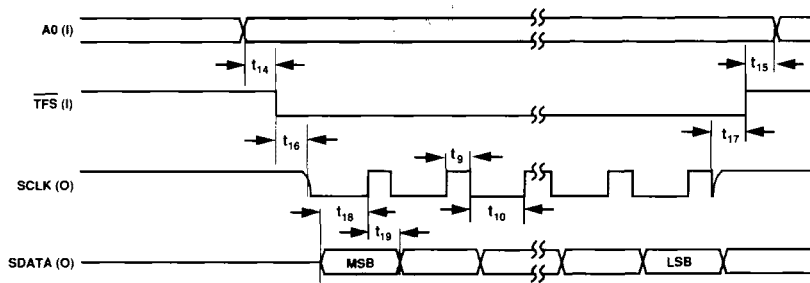 A0 (I)
t14
t15
TFS (I)
t16
t9
t17
SCLK (O)
t18
t10
t19
SDATA (O)
MSB
LSB